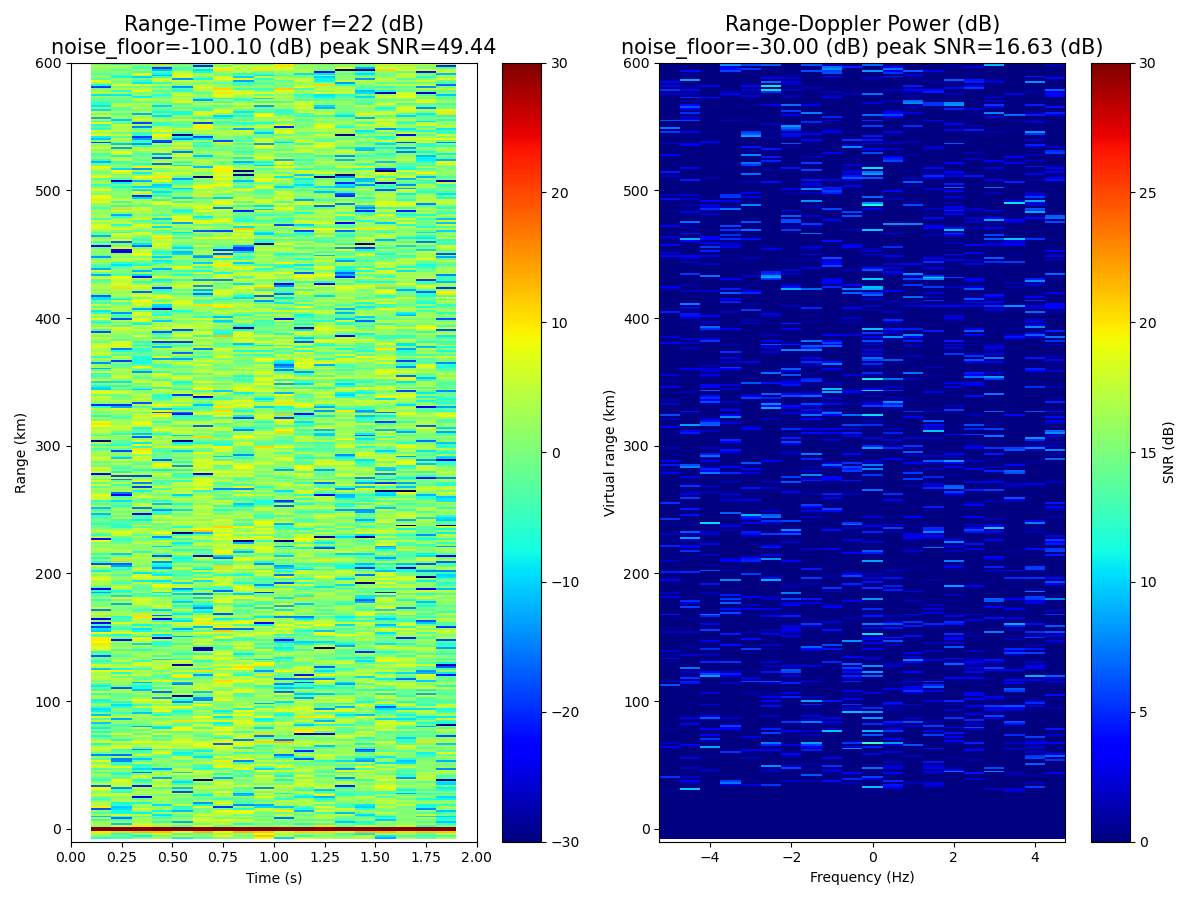 Range-Time Power f=22 (dB)
noise_floor=-100.10 (dB) peak SNR=49.44
Range-Doppler Power (dB)
noise_floor=-30.00 (dB) peak SNR=16.63 (dB)
600
500
400
300
200
100
0
Range (km)
0.00 0.25 0.50 0.75 1.00 1.25 1.50 1.75 2.00
Time (s)
30
20
10
0
−10
−20
−30
600
500
400
300
200
100
0
Virtual range (km)
−4 −2 0 2 4
Frequency (Hz)
30
25
20
15
10
5
0
SNR (dB)